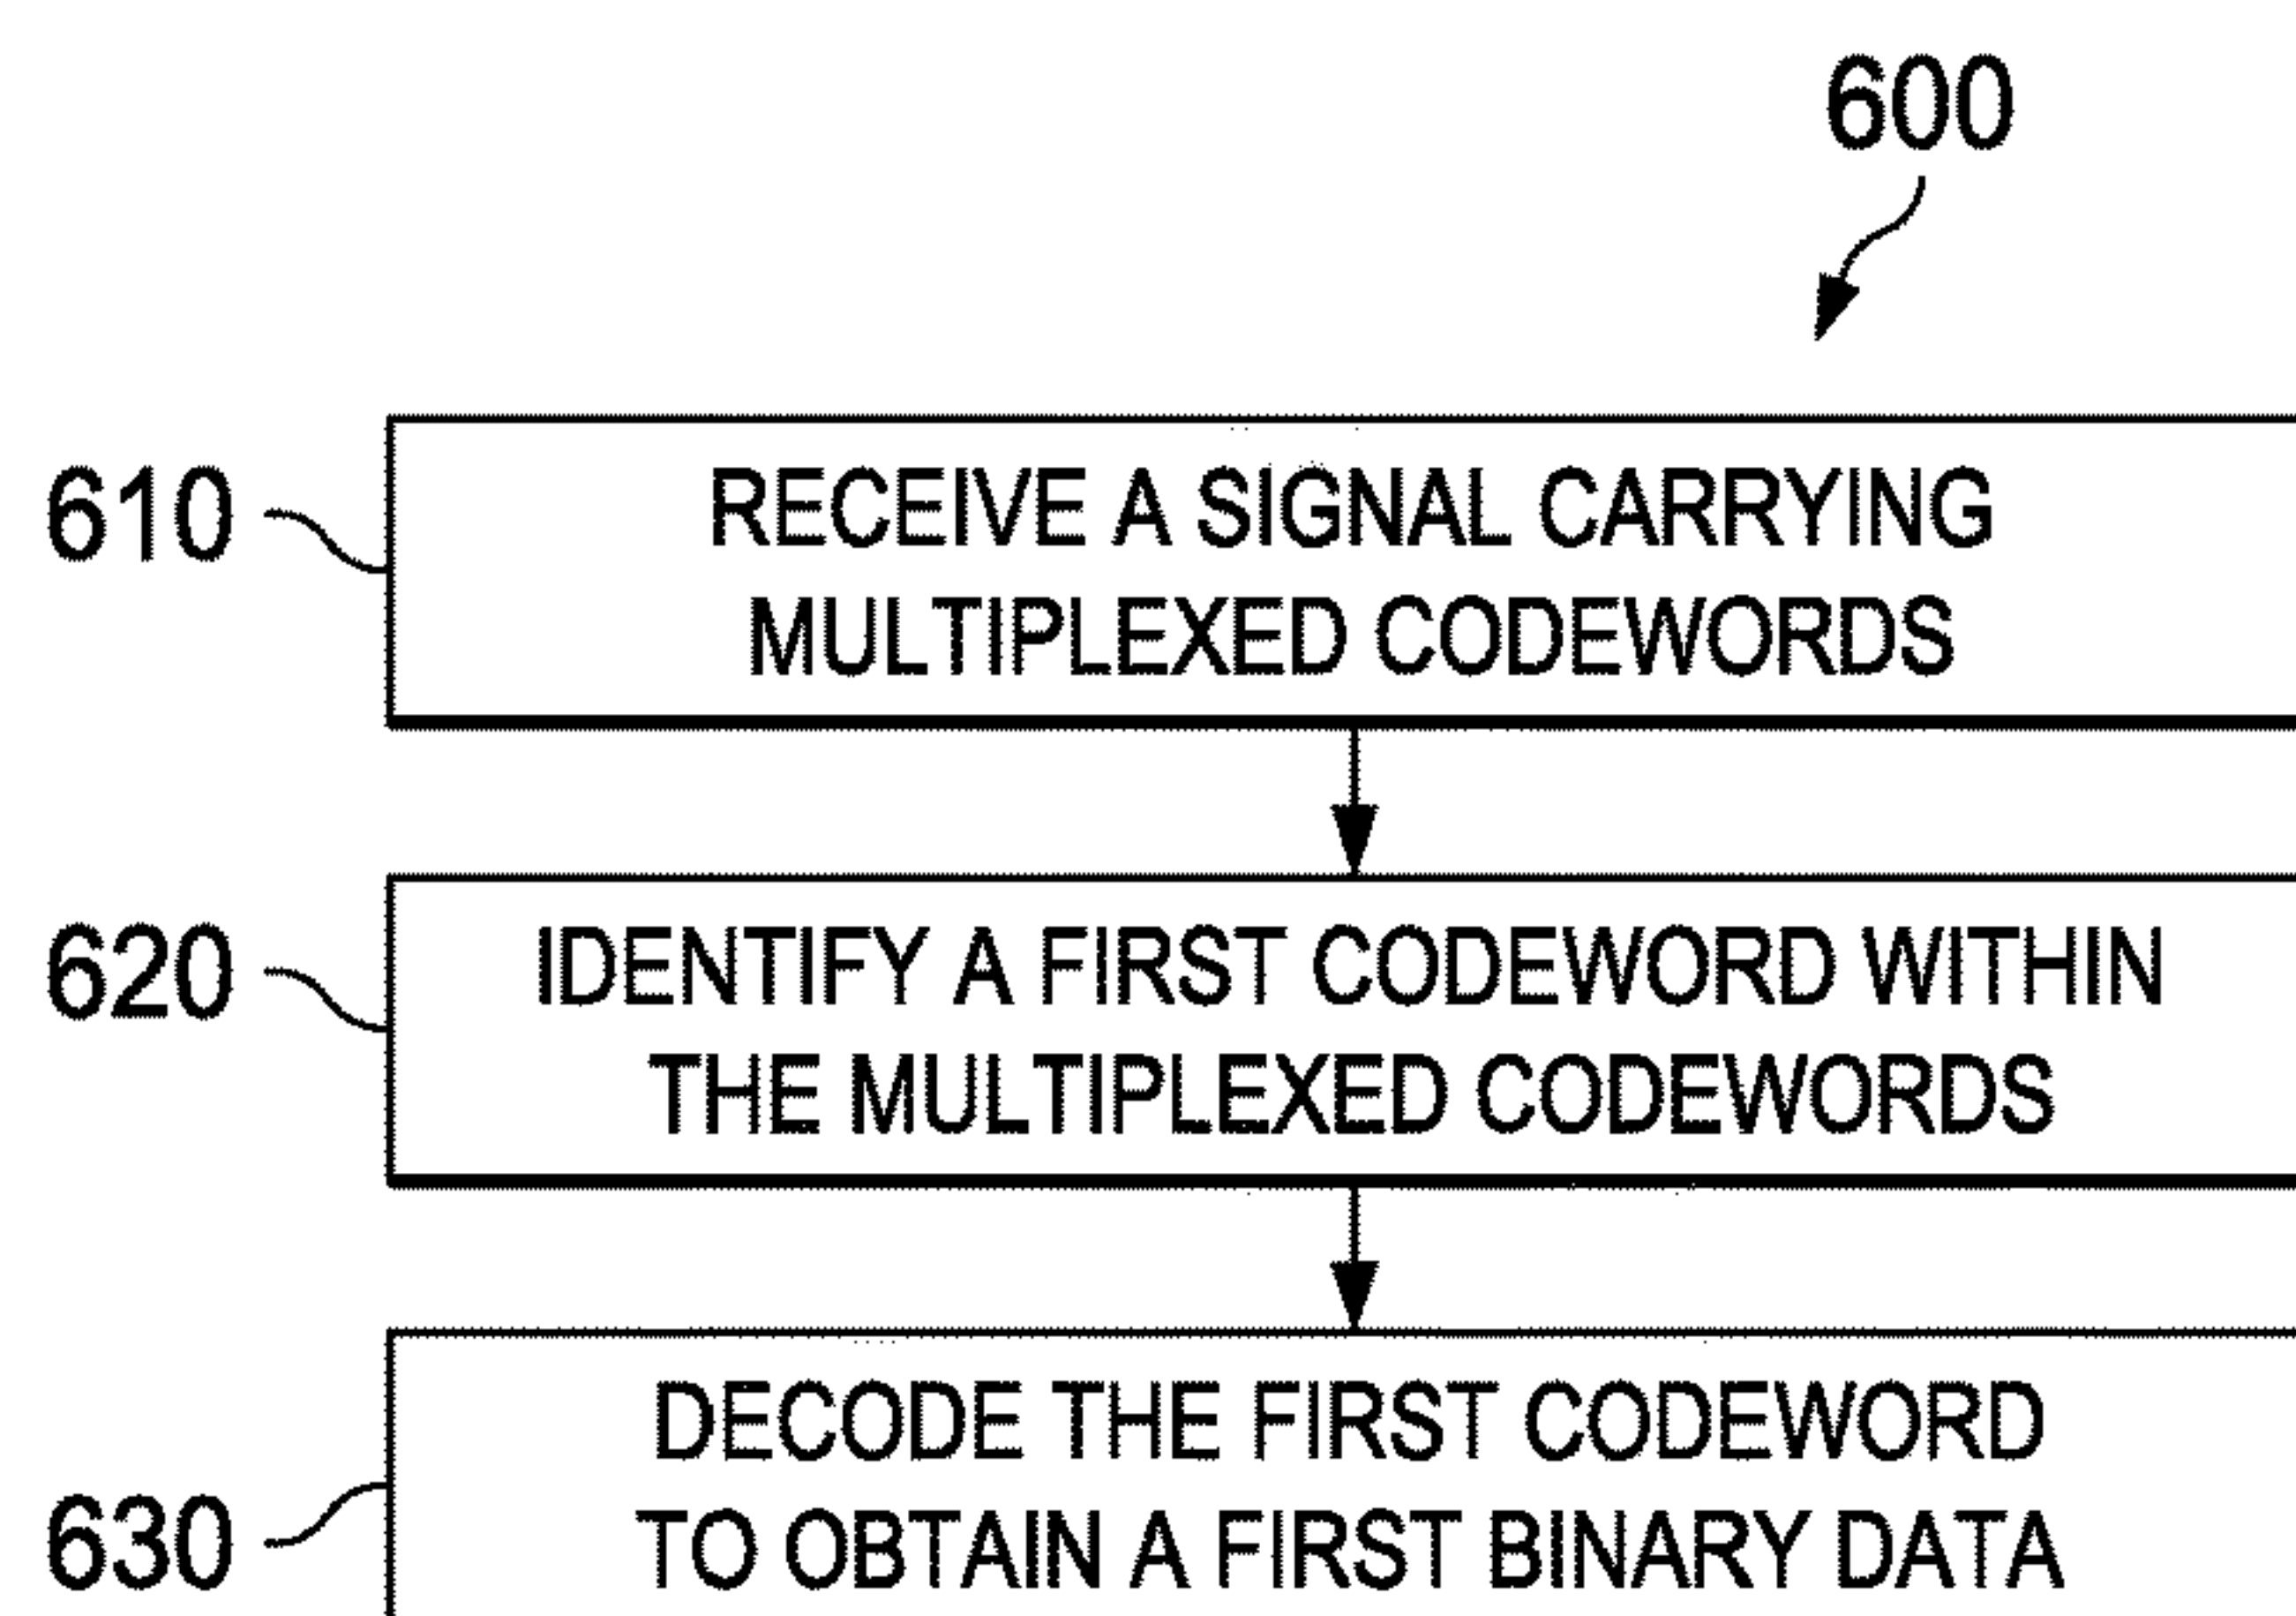 600
610
RECEIVE A SIGNAL CARRYING
MULTIPLEXED CODEWORDS
620
IDENTIFY A FIRST CODEWORD WITHIN
THE MULTIPLEXED CODEWORDS
DECODE THE FIRST CODEWORD
630
TO OBTAIN A FIRST BINARY DATA